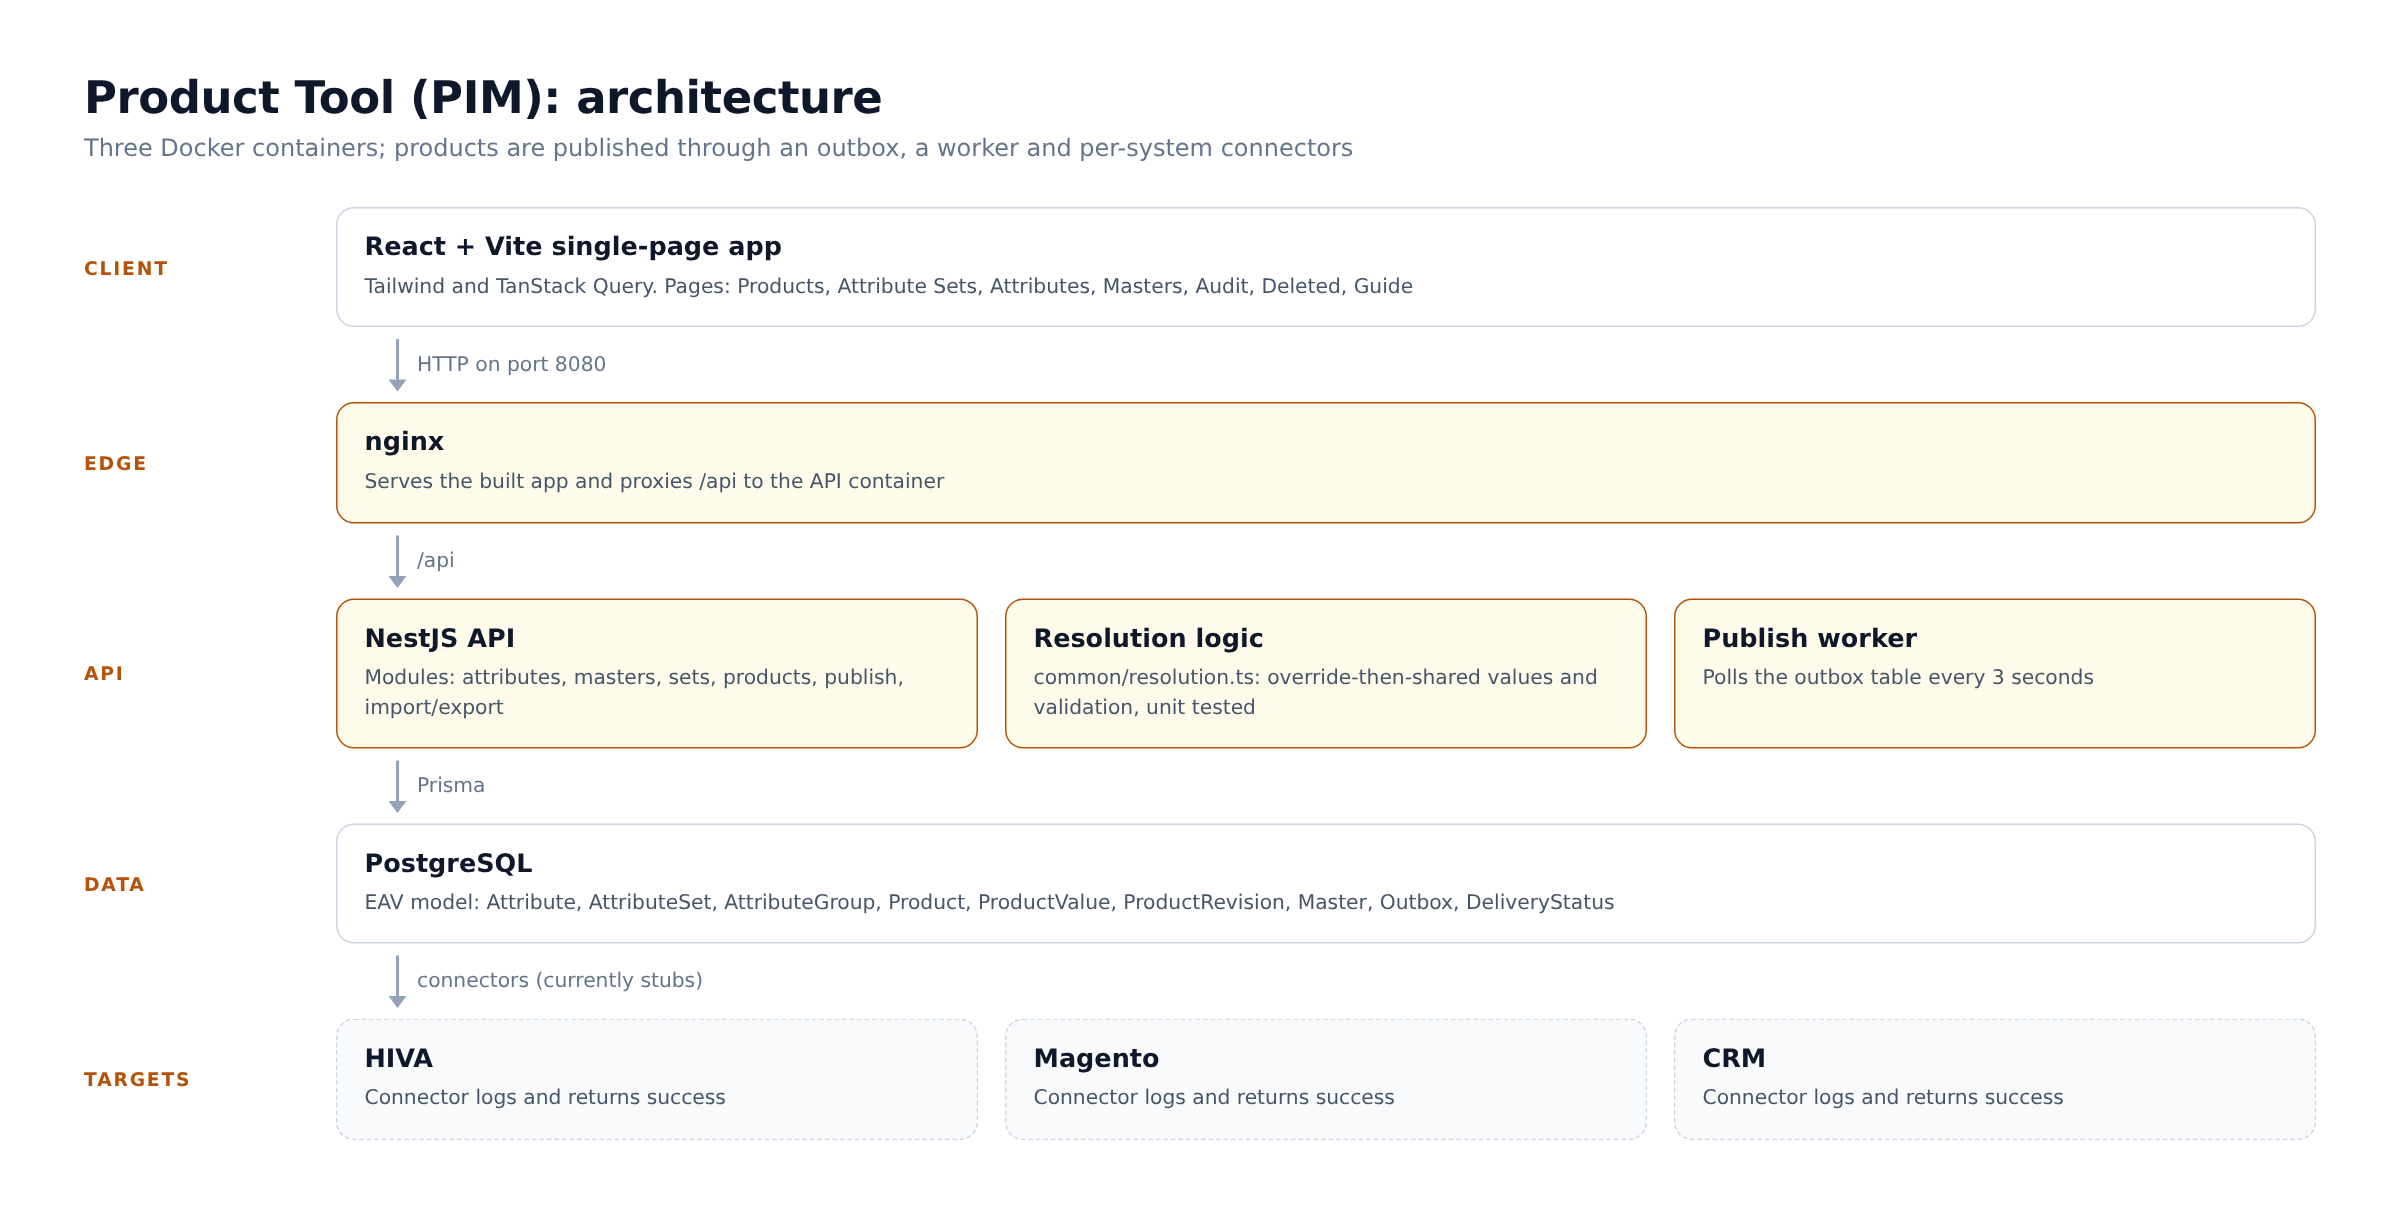 Product Tool (PIM): architecture
Three Docker containers; products are published through an outbox, a worker and per-system connectors
CLIENT
React + Vite single-page app
Tailwind and TanStack Query. Pages: Products, Attribute Sets, Attributes, Masters, Audit, Deleted, Guide
HTTP on port 8080
EDGE
nginx
Serves the built app and proxies /api to the API container
/api
API
NestJS API
Modules: attributes, masters, sets, products, publish,
import/export
Resolution logic
common/resolution.ts: override-then-shared values and
validation, unit tested
Publish worker
Polls the outbox table every 3 seconds
Prisma
DATA
PostgreSQL
EAV model: Attribute, AttributeSet, AttributeGroup, Product, ProductValue, ProductRevision, Master, Outbox, DeliveryStatus
connectors (currently stubs)
TARGETS
HIVA
Connector logs and returns success
Magento
Connector logs and returns success
CRM
Connector logs and returns success